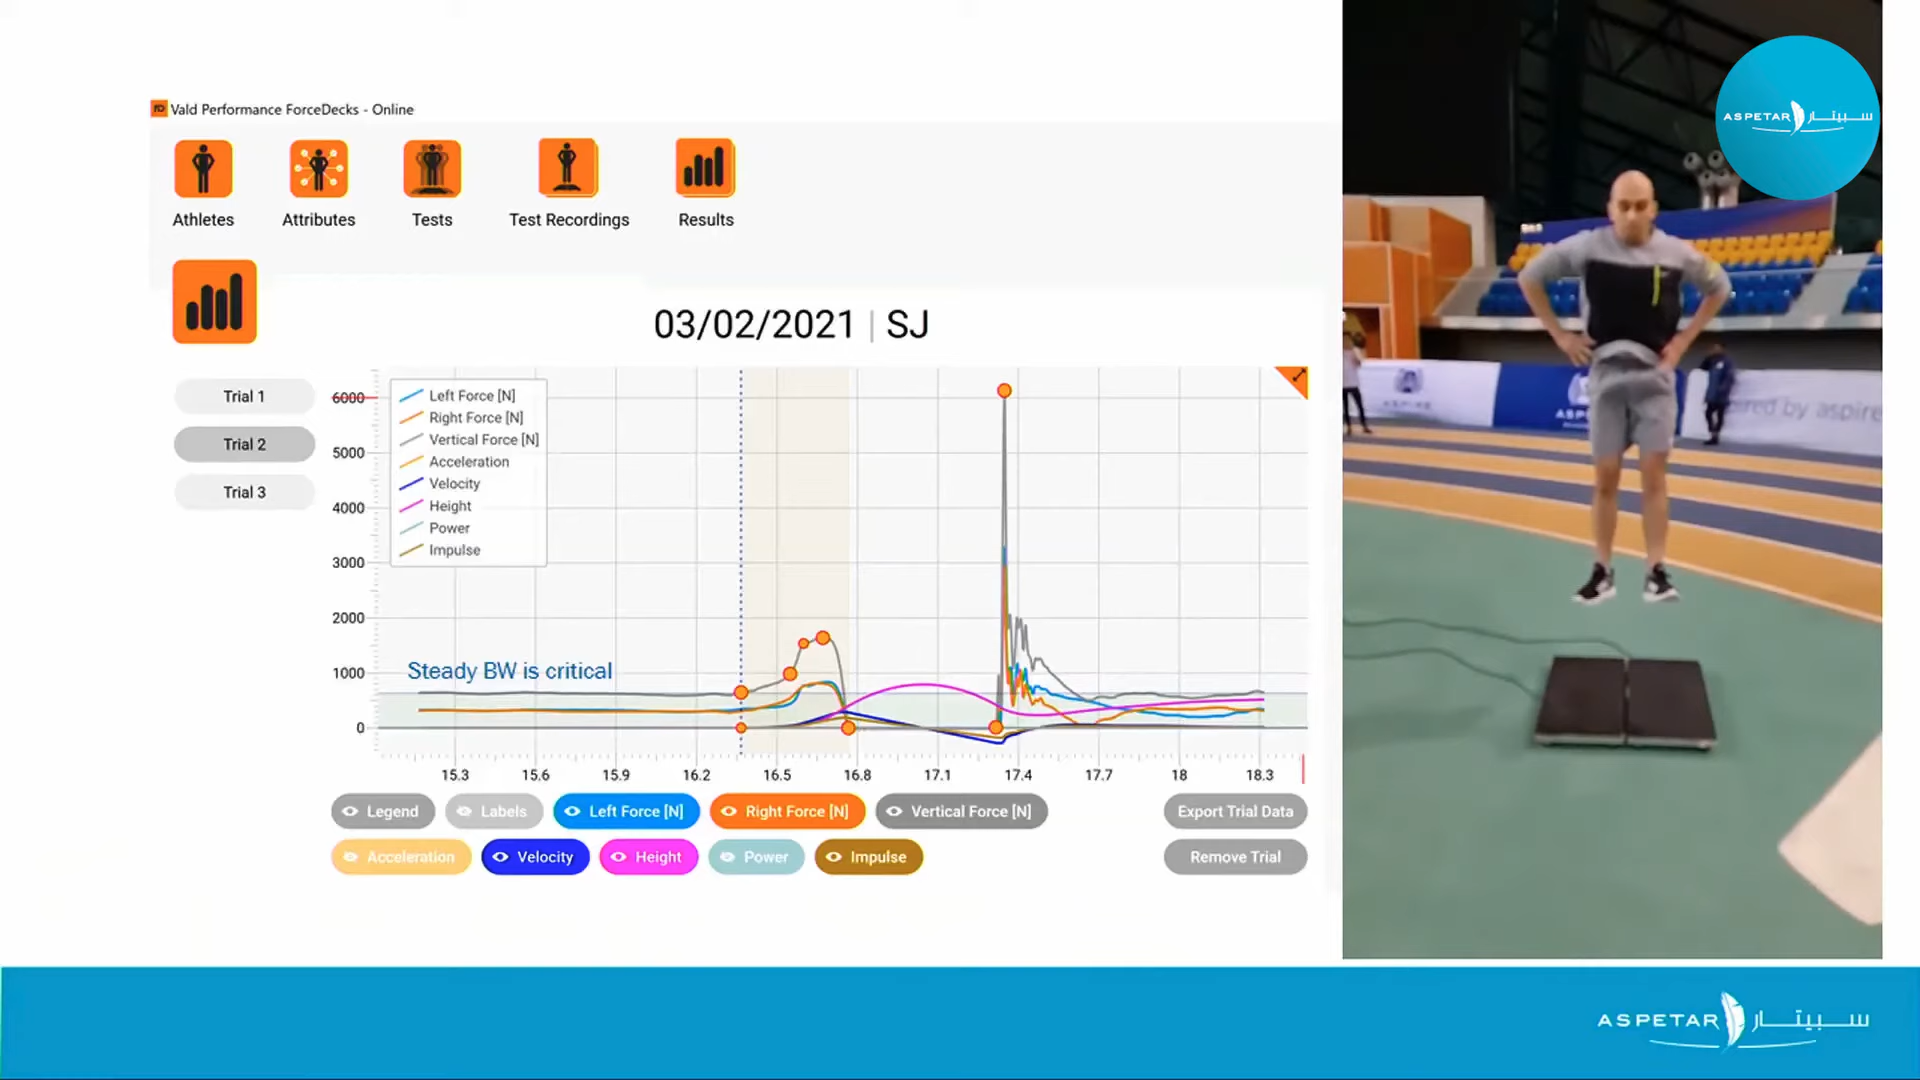 Vald Performance ForceDecks - Online
Athletes
Attributes
Tests
Test Recordings
Results
03/02/2021 | SJ
Trial 1
Trial 2
Trial 3
6000
5000
4000
3000
2000
1000
0
Left Force [N]
Right Force [N]
Vertical Force [N]
Acceleration
Velocity
Height
Power
Impulse
Steady BW is critical
15.3 15.6 15.9 16.2 16.5 16.8 17.1 17.4 17.7 18 18.3
Legend
Labels
Left Force [N]
Right Force [N]
Vertical Force [N]
Export Trial Data
Acceleration
Velocity
Height
Power
Impulse
Remove Trial
ASPETAR سبيتار
ASPIRE
by aspire
ASPETAR سبيتار